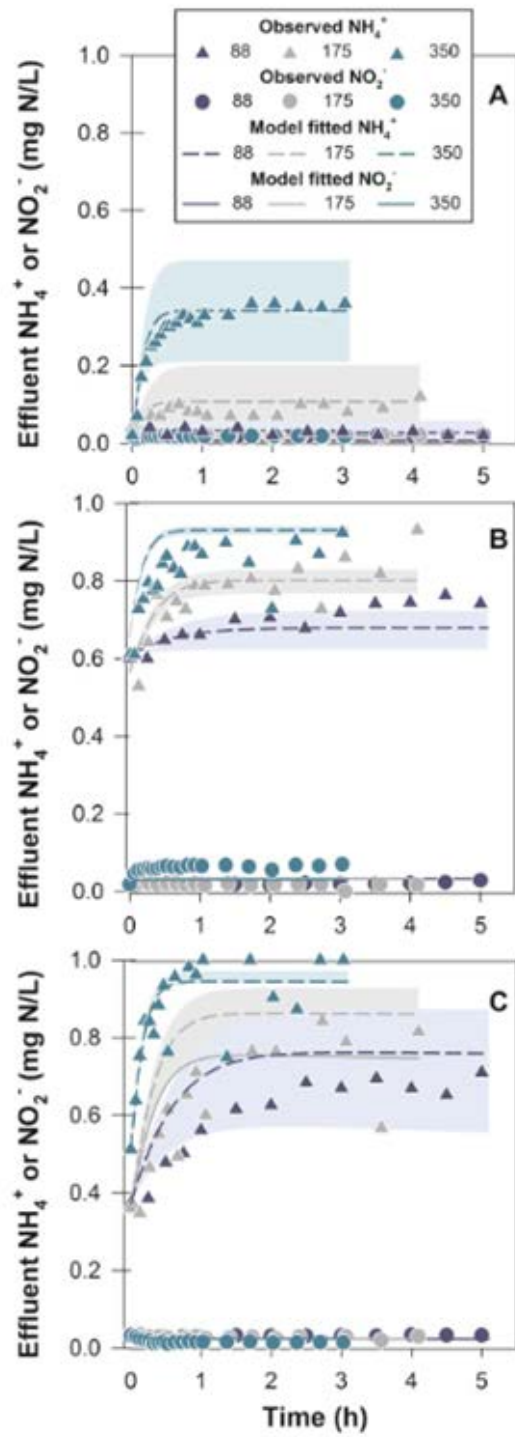 Observed NH4+
88 175 350
Observed NO2-
88 175 350
Model fitted NH4+
88 175 350
Model fitted NO2-
88 175 350
A
1.0
0.8
0.6
0.4
0.2
0.0
0 1 2 3 4 5
Effluent NH4+ or NO2- (mg N/L)
B
1.0
0.8
0.6
0.4
0.2
0.0
0 1 2 3 4 5
Effluent NH4+ or NO2- (mg N/L)
C
1.0
0.8
0.6
0.4
0.2
0.0
0 1 2 3 4 5
Effluent NH4+ or NO2- (mg N/L)
Time (h)